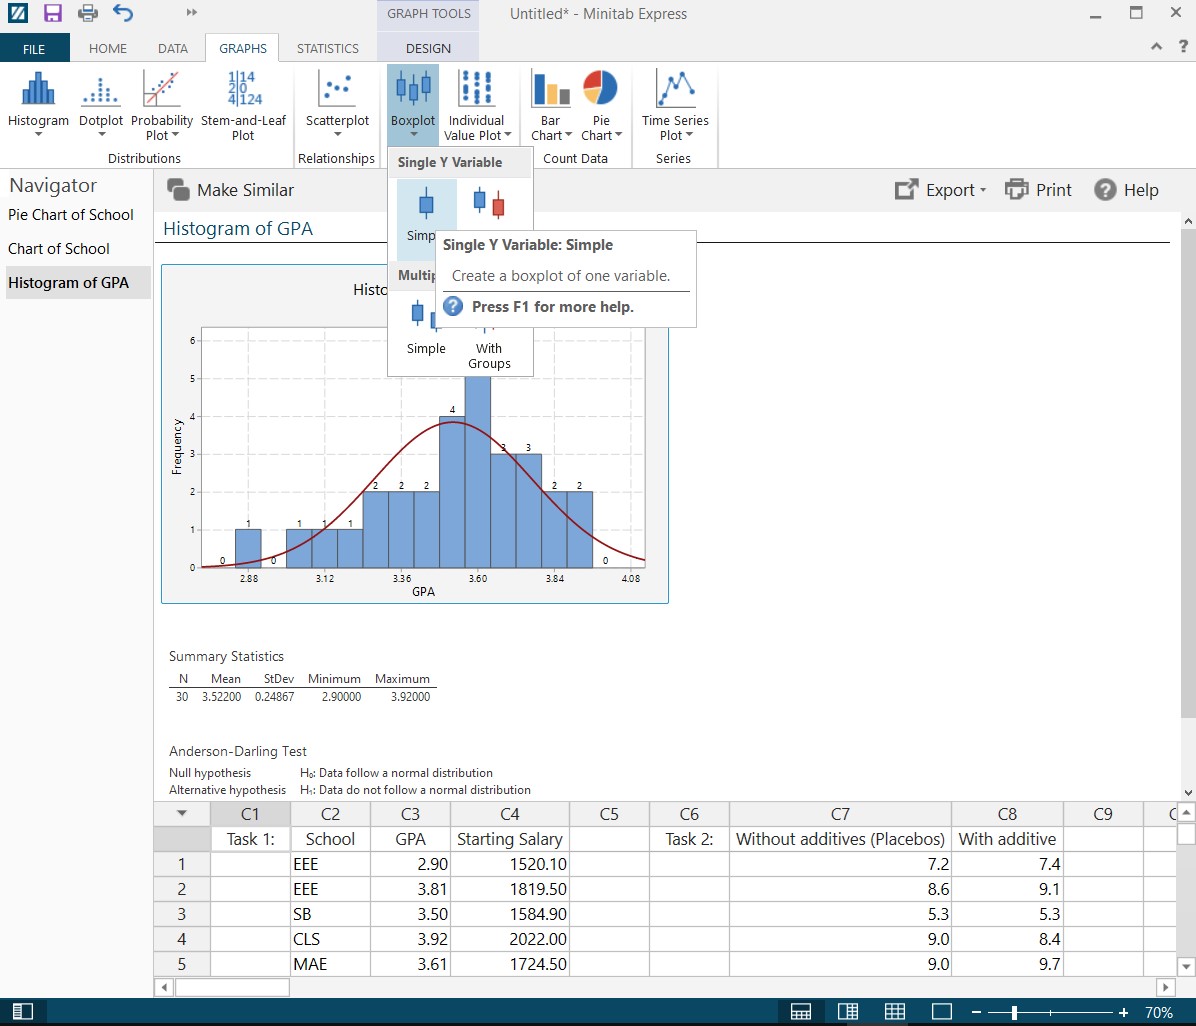 GRAPH TOOLS
Untitled* - Minitab Express
FILE HOME DATA GRAPHS STATISTICS DESIGN
?
Histogram
Dotplot
Probability
Plot
Stem-and-Leaf
Plot
Scatterplot
Boxplot
Individual
Value Plot
Bar
Chart
Pie
Chart
Time Series
Plot
1|14
2|0
4|124
Distributions
Relationships
Count Data
Series
Navigator
Pie Chart of School
Chart of School
Histogram of GPA
Make Similar
Export
Print
? Help
Single Y Variable
Simp
Single Y Variable: Simple
Create a boxplot of one variable.
? Press F1 for more help.
Multip
Simple
With
Groups
Histogram of GPA
Histo
Frequency
6
5
4
3
2
1
0
0 1 0 1 1 1 2 2 2 4 3 3 2 2 0
2.88 3.12 3.36 3.60 3.84 4.08
GPA
Summary Statistics
N Mean StDev Minimum Maximum
30 3.52200 0.24867 2.90000 3.92000
Anderson-Darling Test
Null hypothesis H₀: Data follow a normal distribution
Alternative hypothesis H₁: Data do not follow a normal distribution
C1 C2 C3 C4 C5 C6 C7 C8 C9 C
Task 1: School GPA Starting Salary Task 2: Without additives (Placebos) With additive
1 EEE 2.90 1520.10 7.2 7.4
2 EEE 3.81 1819.50 8.6 9.1
3 SB 3.50 1584.90 5.3 5.3
4 CLS 3.92 2022.00 9.0 8.4
5 MAE 3.61 1724.50 9.0 9.7
70%